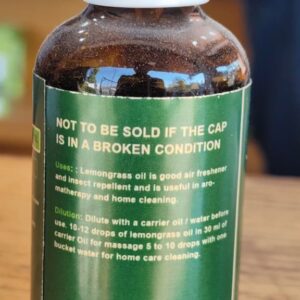 NOT TO BE SOLD IF THE CAP
IS IN A BROKEN CONDITION
Uses: : Lemongrass oil is good air freshener
and insect repellent and is useful in aro-
matherapy and home cleaning.
Dilution: Dilute with a carrier oil / water before
use. 10-12 drops of lemongrass oil in 30 ml of
carrier Oil for massage 5 to 10 drops with one
bucket water for home care cleaning.